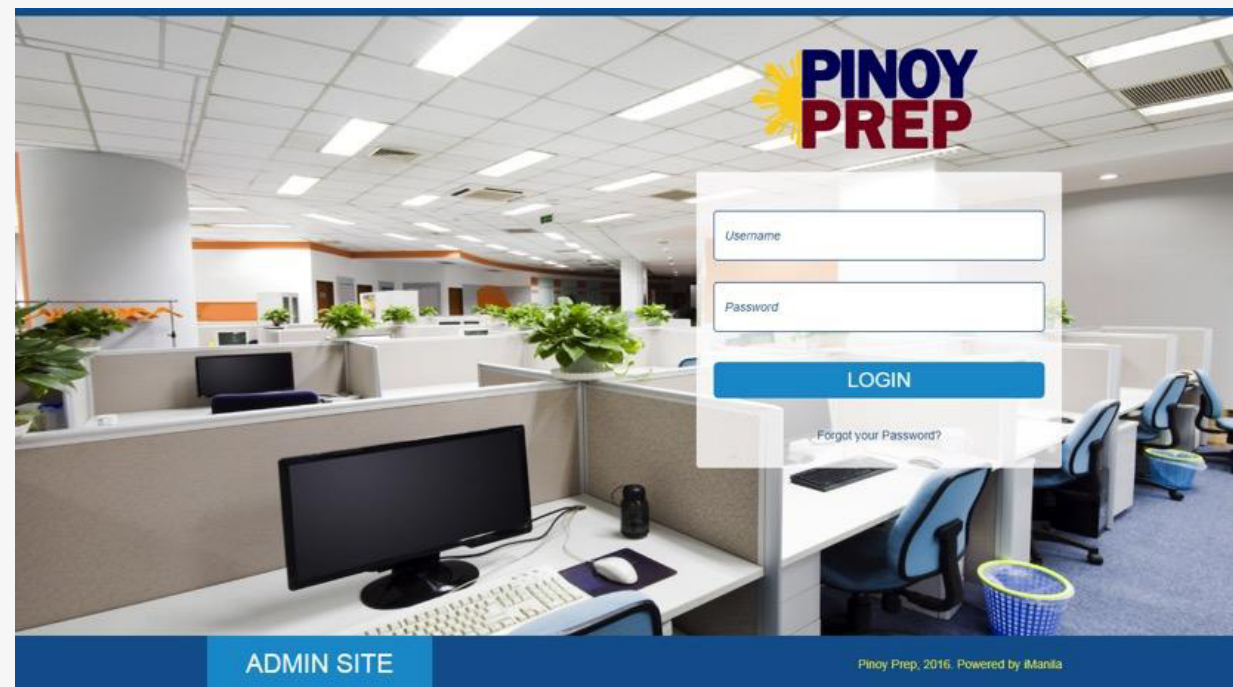 PINOY
PREP
Username
Password
LOGIN
Forgot your Password?
ADMIN SITE
Pinoy Prep, 2016. Powered by iManila